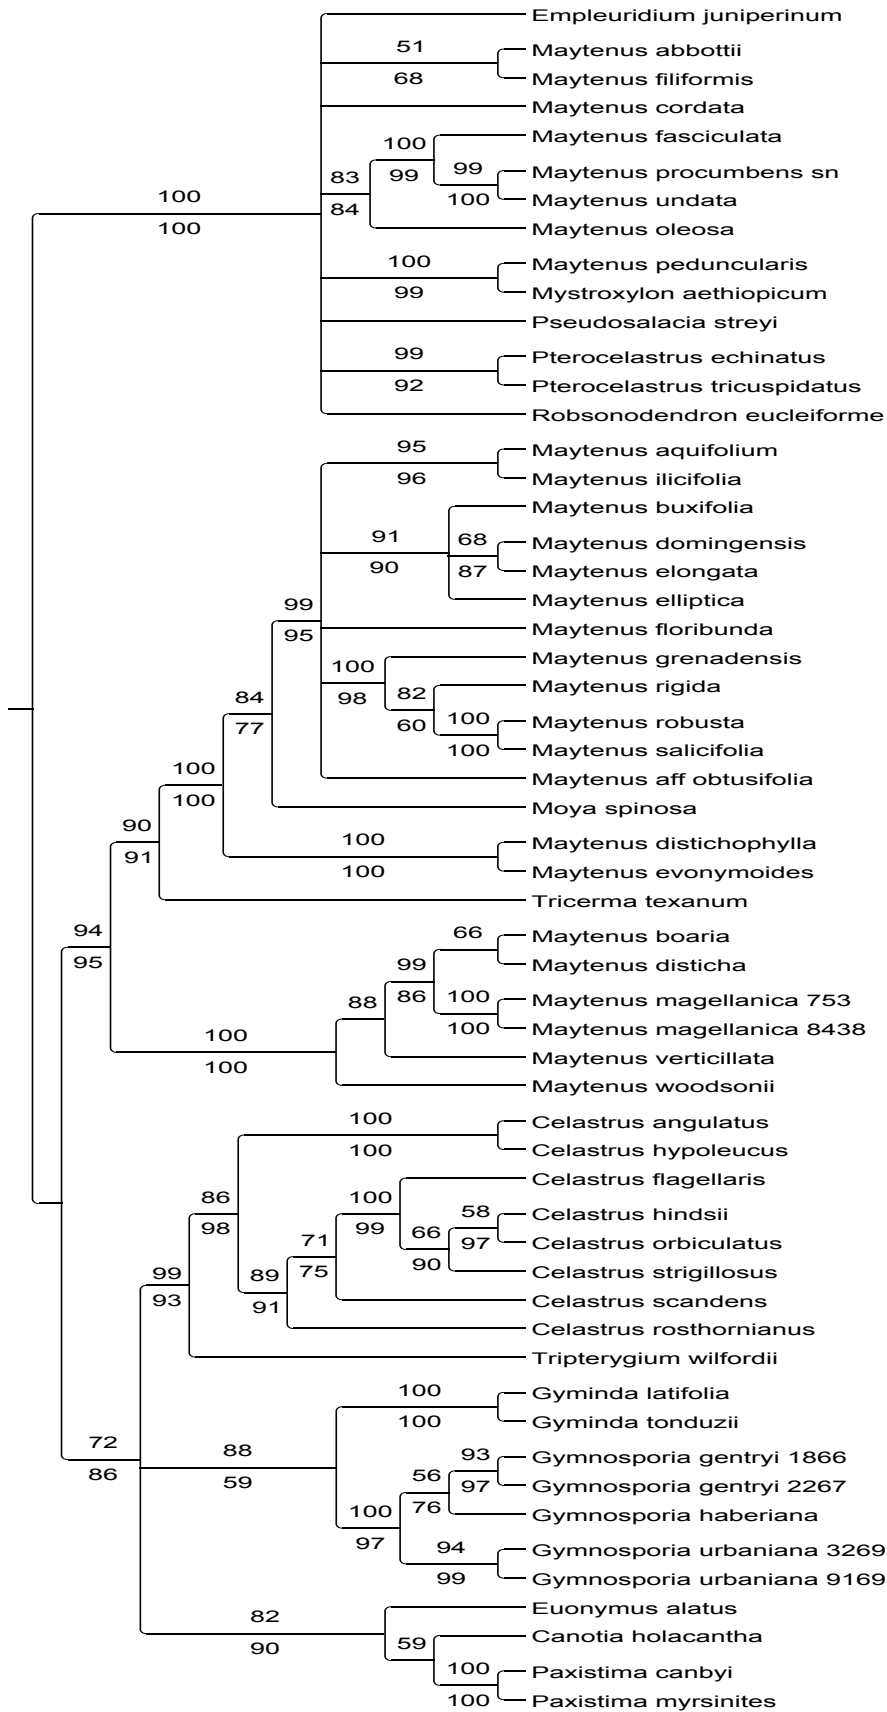 Empleuridium juniperinum
51
Maytenus abbottii
68
Maytenus filiformis
Maytenus cordata
Maytenus fasciculata
100
83
99
99
Maytenus procumbens sn
100
100
Maytenus undata
84
100
Maytenus oleosa
100
Maytenus peduncularis
99
Mystroxylon aethiopicum
Pseudosalacia streyi
99
Pterocelastrus echinatus
92
Pterocelastrus tricuspidatus
Robsonodendron eucleiforme
95
Maytenus aquifolium
96
Maytenus ilicifolia
Maytenus buxifolia
91
68
Maytenus domingensis
90
87
Maytenus elongata
Maytenus elliptica
99
95
Maytenus floribunda
100
Maytenus grenadensis
84
98
82
Maytenus rigida
77
60
100
Maytenus robusta
100
100
Maytenus salicifolia
100
Maytenus aff obtusifolia
Moya spinosa
90
100
Maytenus distichophylla
91
100
Maytenus evonymoides
Tricerma texanum
94
66
Maytenus boaria
95
99
Maytenus disticha
88
86
100
Maytenus magellanica 753
100
100
Maytenus magellanica 8438
100
Maytenus verticillata
Maytenus woodsonii
100
Celastrus angulatus
100
Celastrus hypoleucus
Celastrus flagellaris
86
100
58
Celastrus hindsii
98
71
99
66
97
Celastrus orbiculatus
99
89
75
90
Celastrus strigillosus
93
91
Celastrus scandens
Celastrus rosthornianus
Tripterygium wilfordii
100
Gyminda latifolia
100
Gyminda tonduzii
72
88
93
Gymnosporia gentryi 1866
86
59
56
97
Gymnosporia gentryi 2267
100
76
Gymnosporia haberiana
97
94
Gymnosporia urbaniana 3269
99
Gymnosporia urbaniana 9169
82
Euonymus alatus
90
59
Canotia holacantha
100
Paxistima canbyi
100
Paxistima myrsinites